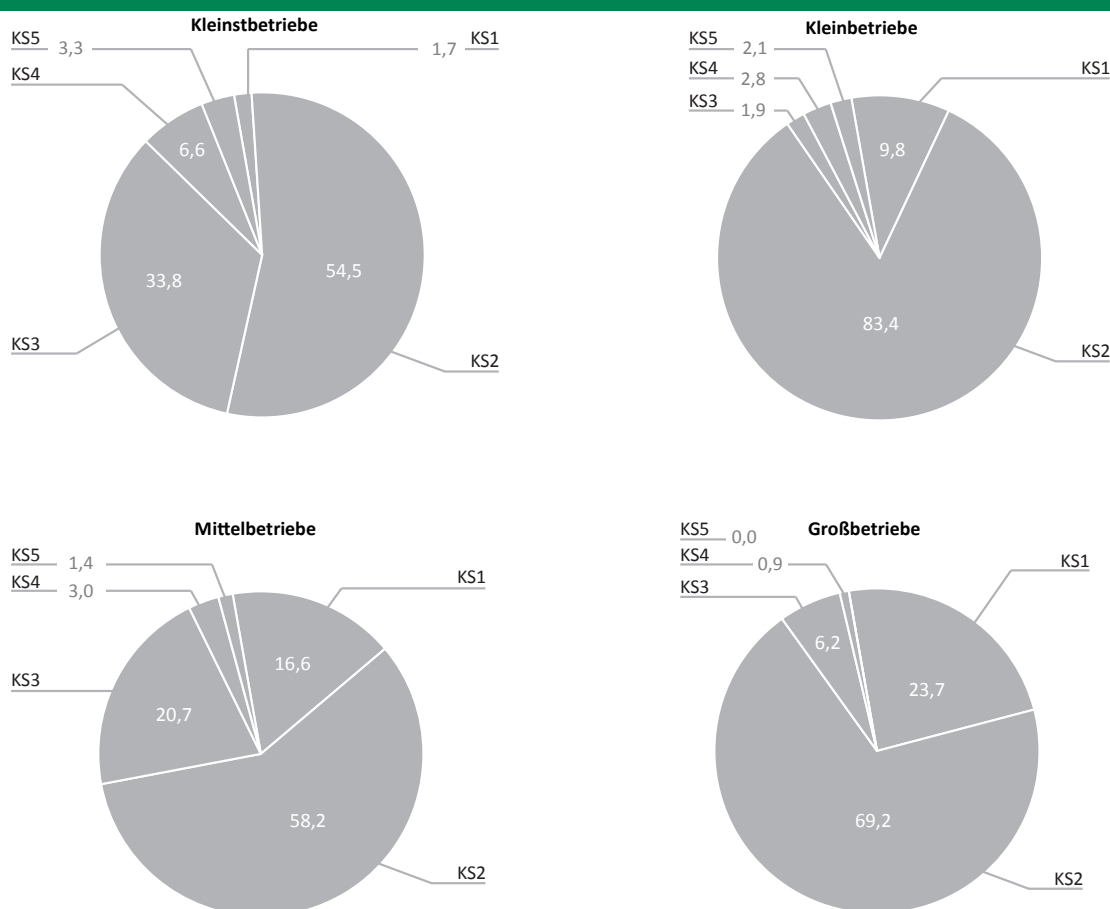 Kleinstbetriebe
KS5 3,3
1,7 KS1
KS4
6,6
33,8
54,5
KS3
KS2
Kleinbetriebe
KS5 2,1
KS4 2,8
KS1
KS3 1,9
9,8
83,4
KS2
Mittelbetriebe
KS5 1,4
KS4 3,0
KS1
16,6
KS3
20,7
58,2
KS2
Großbetriebe
KS5 0,0
KS4 0,9
KS1
KS3
6,2
23,7
69,2
KS2